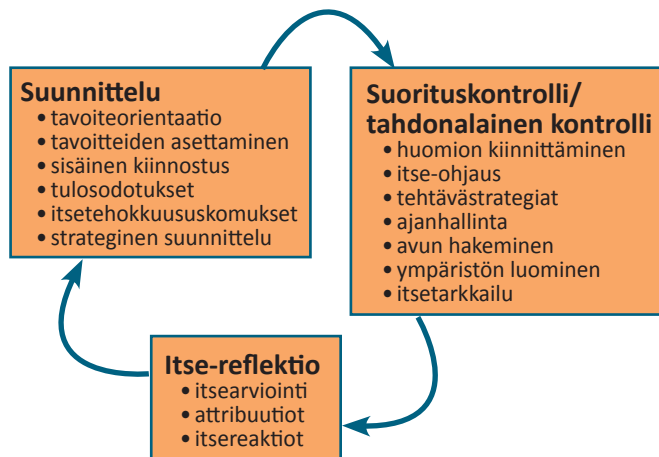 Suunnittelu
• tavoiteorientaatio
• tavoitteiden asettaminen
• sisäinen kiinnostus
• tulosodotukset
• itsetehokkuususkomukset
• strateginen suunnittelu
Suorituskontrolli/
tahdonalainen kontrolli
• huomion kiinnittäminen
• itse-ohjaus
• tehtävästrategiat
• ajanhallinta
• avun hakeminen
• ympäristön luominen
• itsetarkkailu
Itse-reflektio
• itsearviointi
• attribuutiot
• itsereaktiot